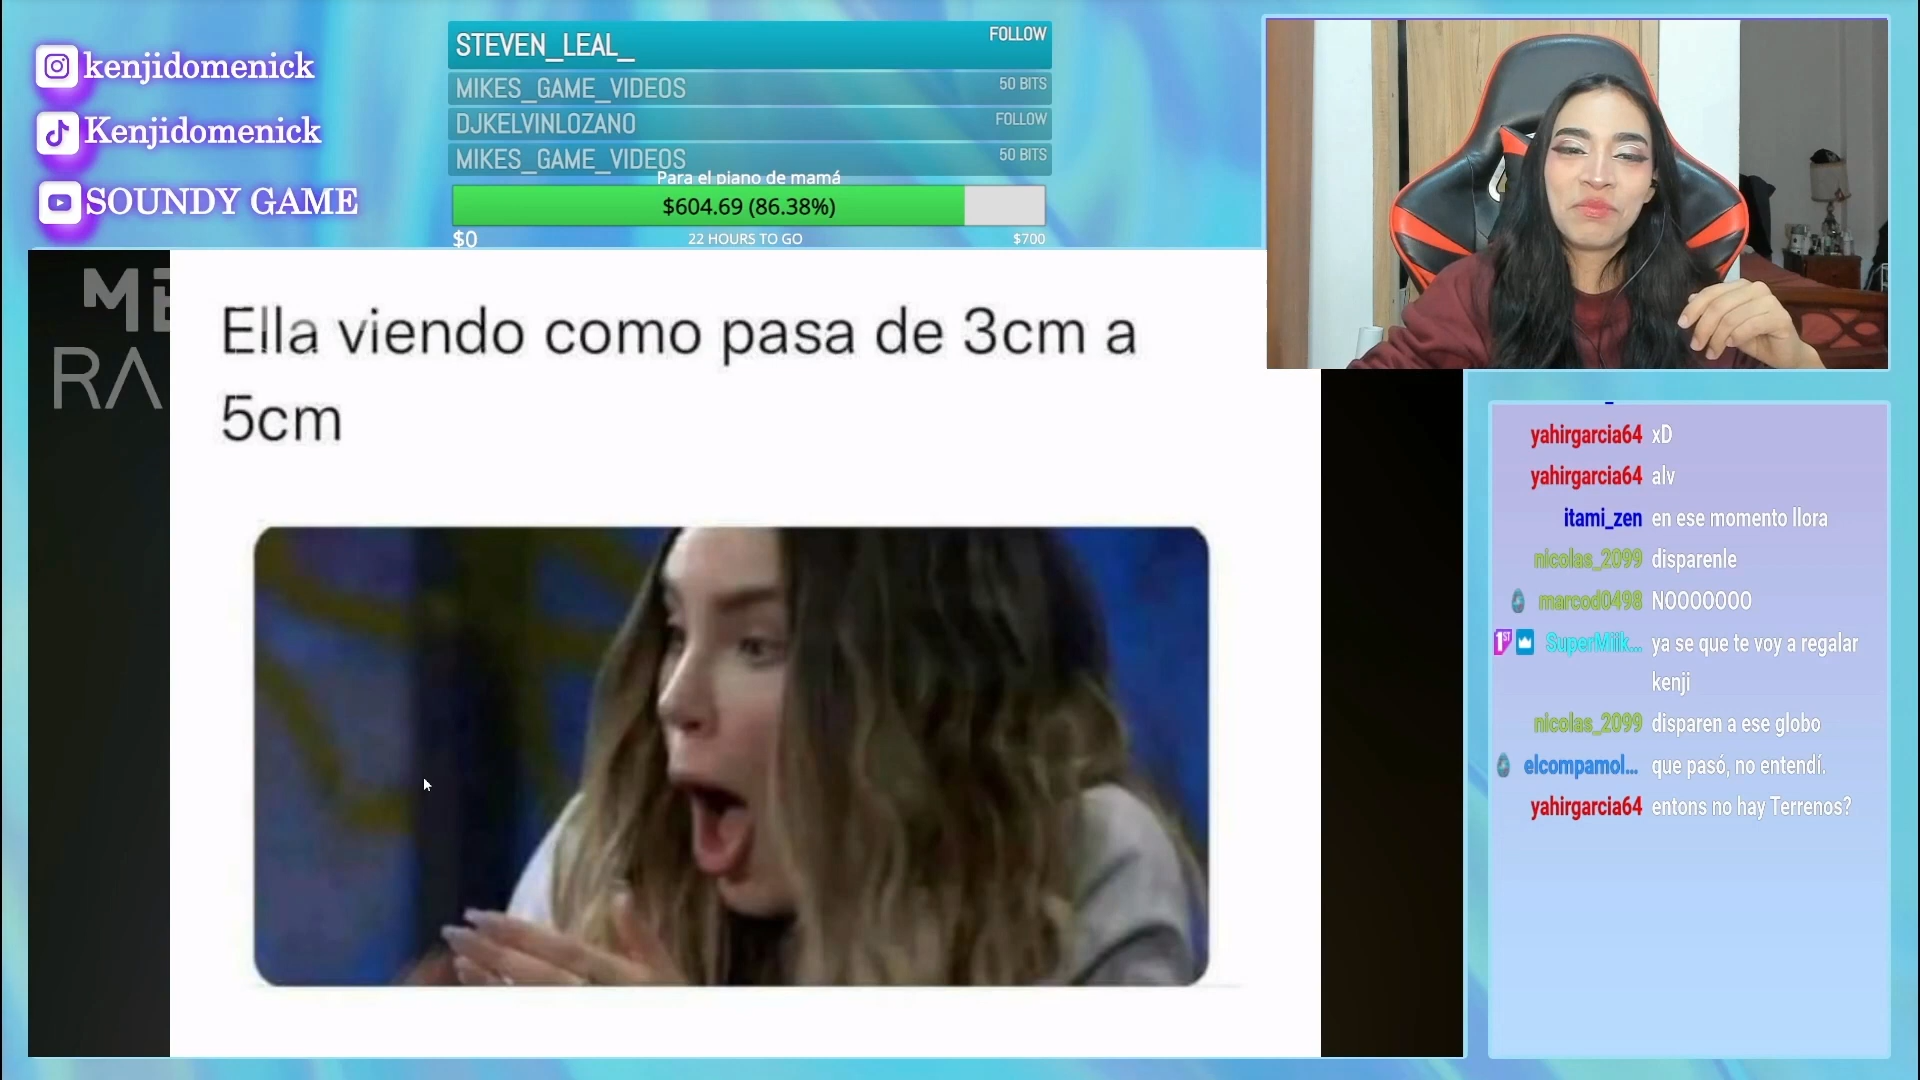 kenjidomenick
Kenjidomenick
SOUNDY GAME
STEVEN_LEAL_ FOLLOW
MIKES_GAME_VIDEOS 50 BITS
DJKELVINLOZANO FOLLOW
MIKES_GAME_VIDEOS 50 BITS
Para el piano de mamá
$604.69 (86.38%)
$0 22 HOURS TO GO $700
RA
Ella viendo como pasa de 3cm a
5cm
yahirgarcia64 xD
yahirgarcia64 alv
itami_zen en ese momento llora
nicolas_2099 disparenle
marcod0498 NOOOOOOO
1ST SuperMiik... ya se que te voy a regalar
kenji
nicolas_2099 disparen a ese globo
elcompamol... que pasó, no entendí.
yahirgarcia64 entons no hay Terrenos?